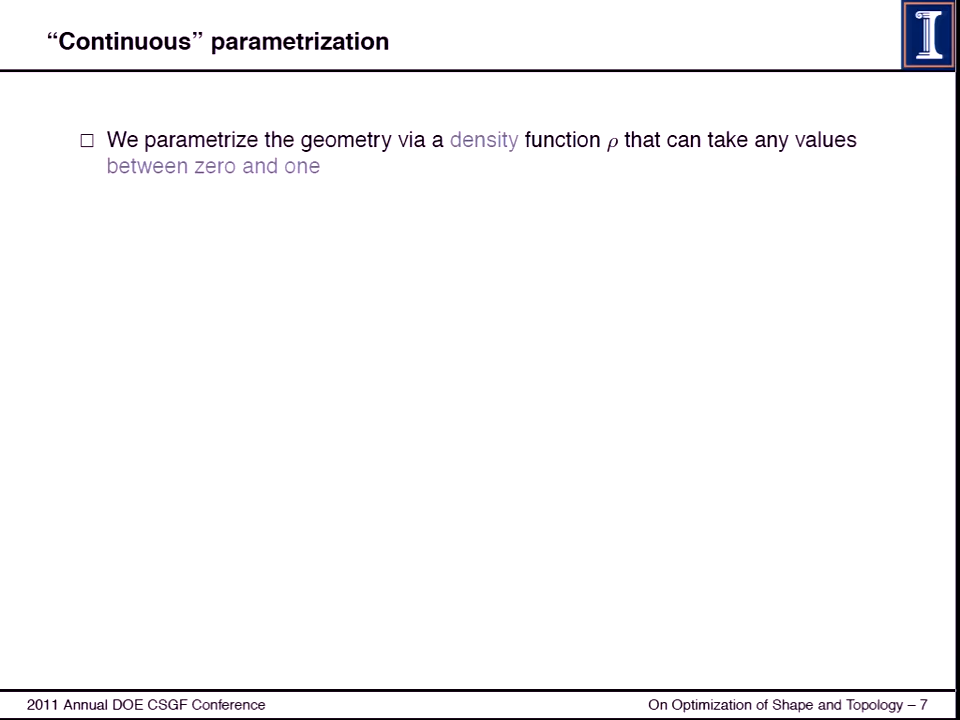 “Continuous” parametrization
I
□ We parametrize the geometry via a density function ρ that can take any values
between zero and one
2011 Annual DOE CSGF Conference
On Optimization of Shape and Topology – 7